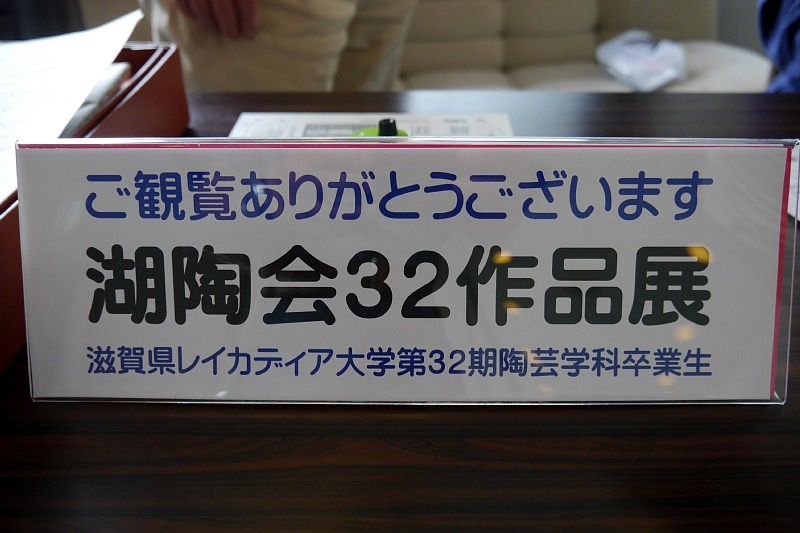 ご観覧ありがとうございます
湖陶会32作品展
滋賀県レイカディア大学第32期陶芸学科卒業生